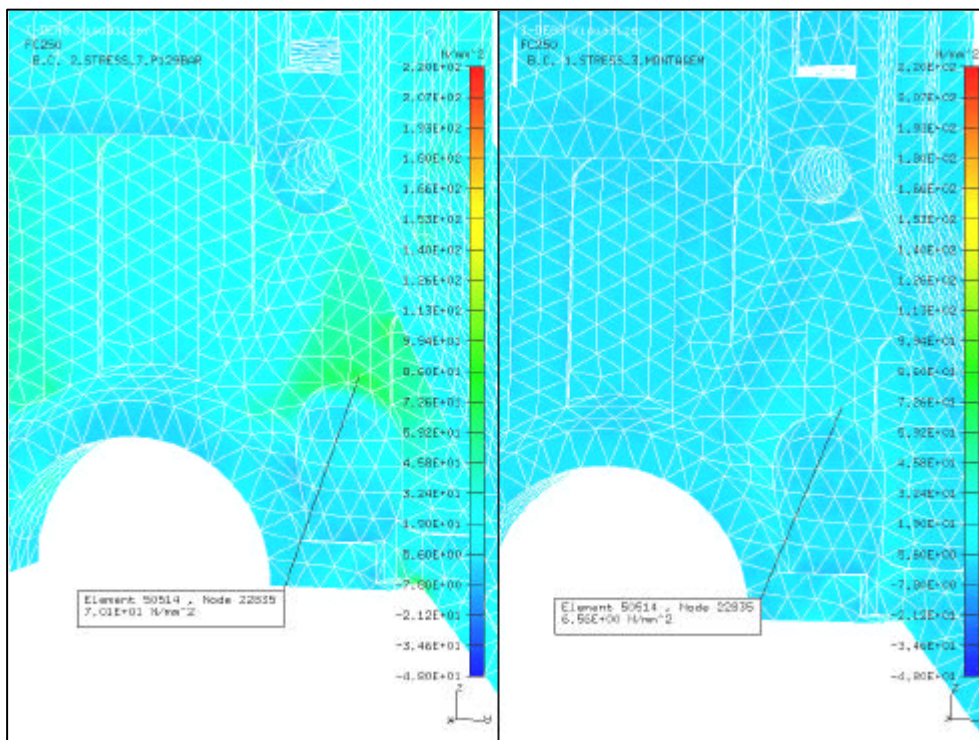 I-DEAS Visualizer
FC250
B.C. 2.STRESS_7.P129BAR
N/mm^2
2.20E+02
2.07E+02
1.93E+02
1.80E+02
1.66E+02
1.53E+02
1.40E+02
1.26E+02
1.13E+02
9.94E+01
8.60E+01
7.26E+01
5.92E+01
4.58E+01
3.24E+01
1.90E+01
5.60E+00
-7.80E+00
-2.12E+01
-3.46E+01
-4.80E+01
Element 50514 , Node 22835
7.01E+01 N/mm^2
I-DEAS Visualizer
FC250
B.C. 1.STRESS_3.MONTAGEM
N/mm^2
2.20E+02
2.07E+02
1.93E+02
1.80E+02
1.66E+02
1.53E+02
1.40E+02
1.26E+02
1.13E+02
9.94E+01
8.60E+01
7.26E+01
5.92E+01
4.58E+01
3.24E+01
1.90E+01
5.60E+00
-7.80E+00
-2.12E+01
-3.46E+01
-4.80E+01
Element 50514 , Node 22835
6.56E+00 N/mm^2
Z
X
Z
X